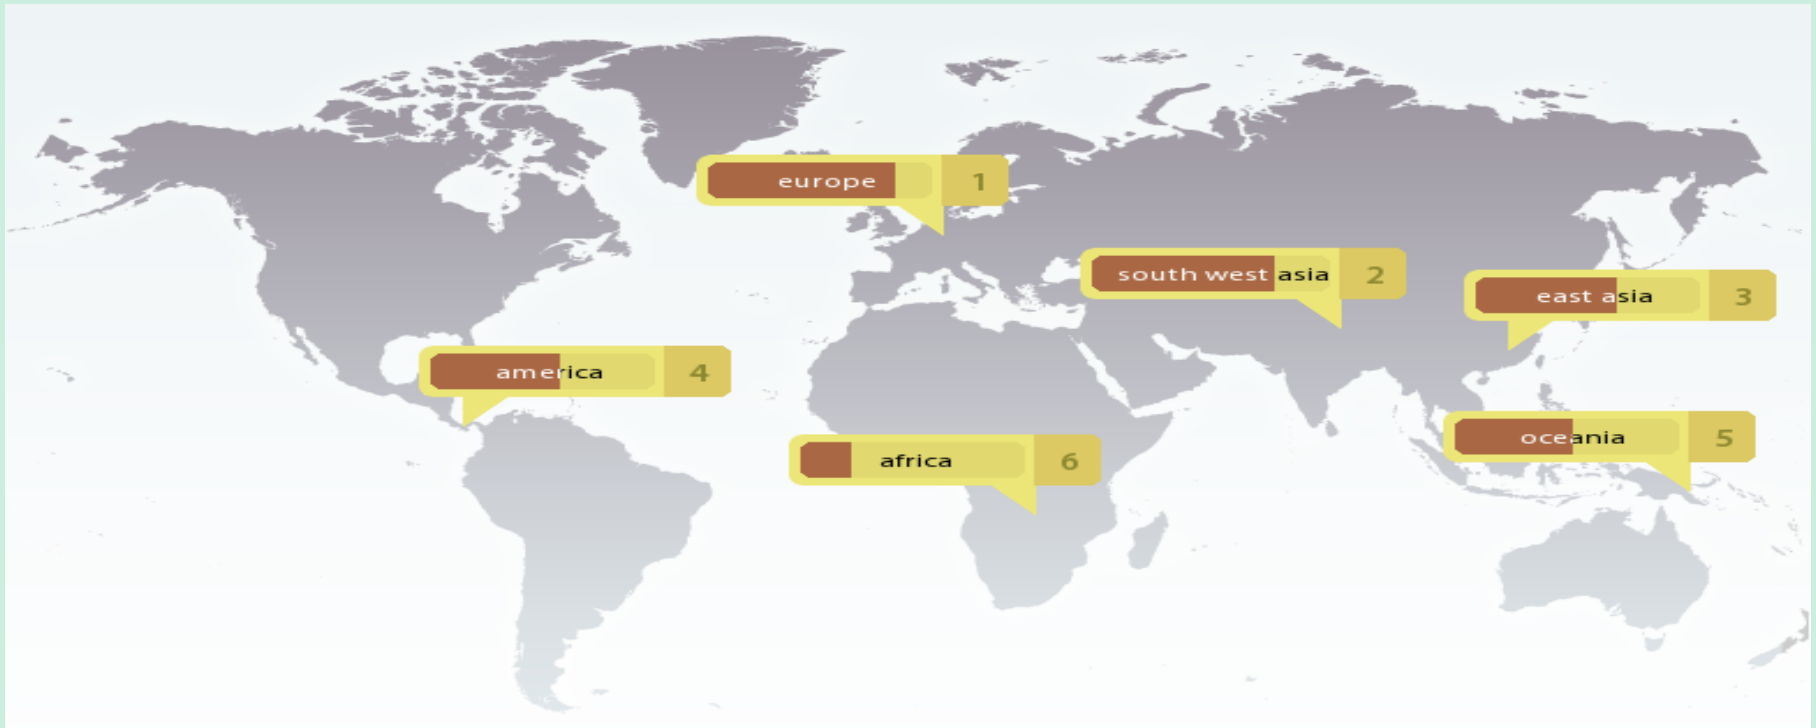 europe 1
south west asia 2
east asia 3
america 4
oceania 5
africa 6